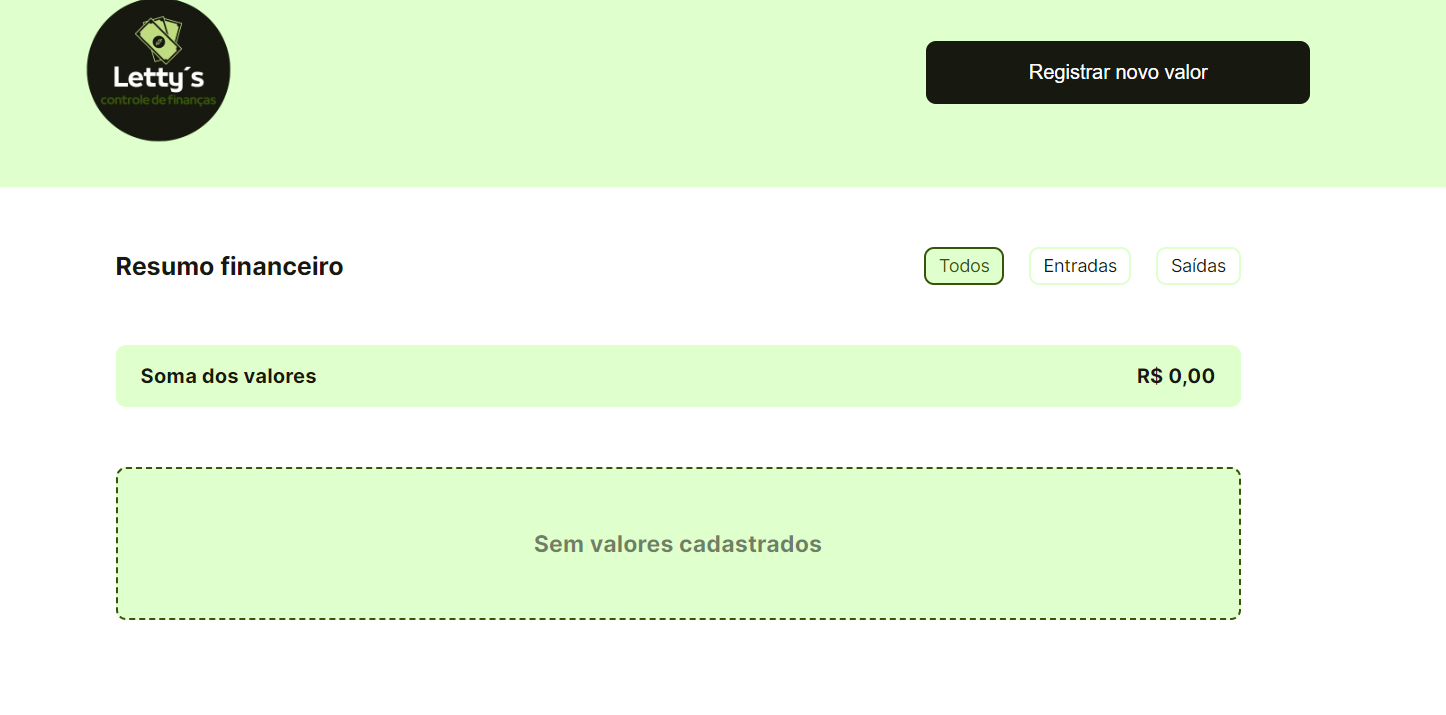 Letty´s
controle de finanças
Registrar novo valor
Resumo financeiro
Todos
Entradas
Saídas
Soma dos valores
R$ 0,00
Sem valores cadastrados